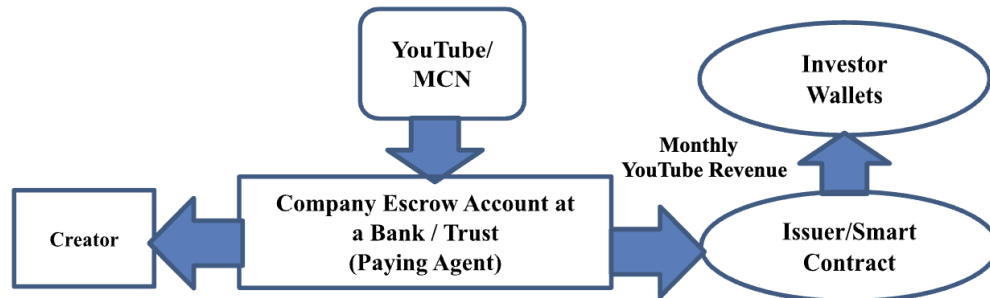 YouTube/
MCN
Investor
Wallets
Monthly
YouTube Revenue
Creator
Company Escrow Account at
a Bank / Trust
(Paying Agent)
Issuer/Smart
Contract